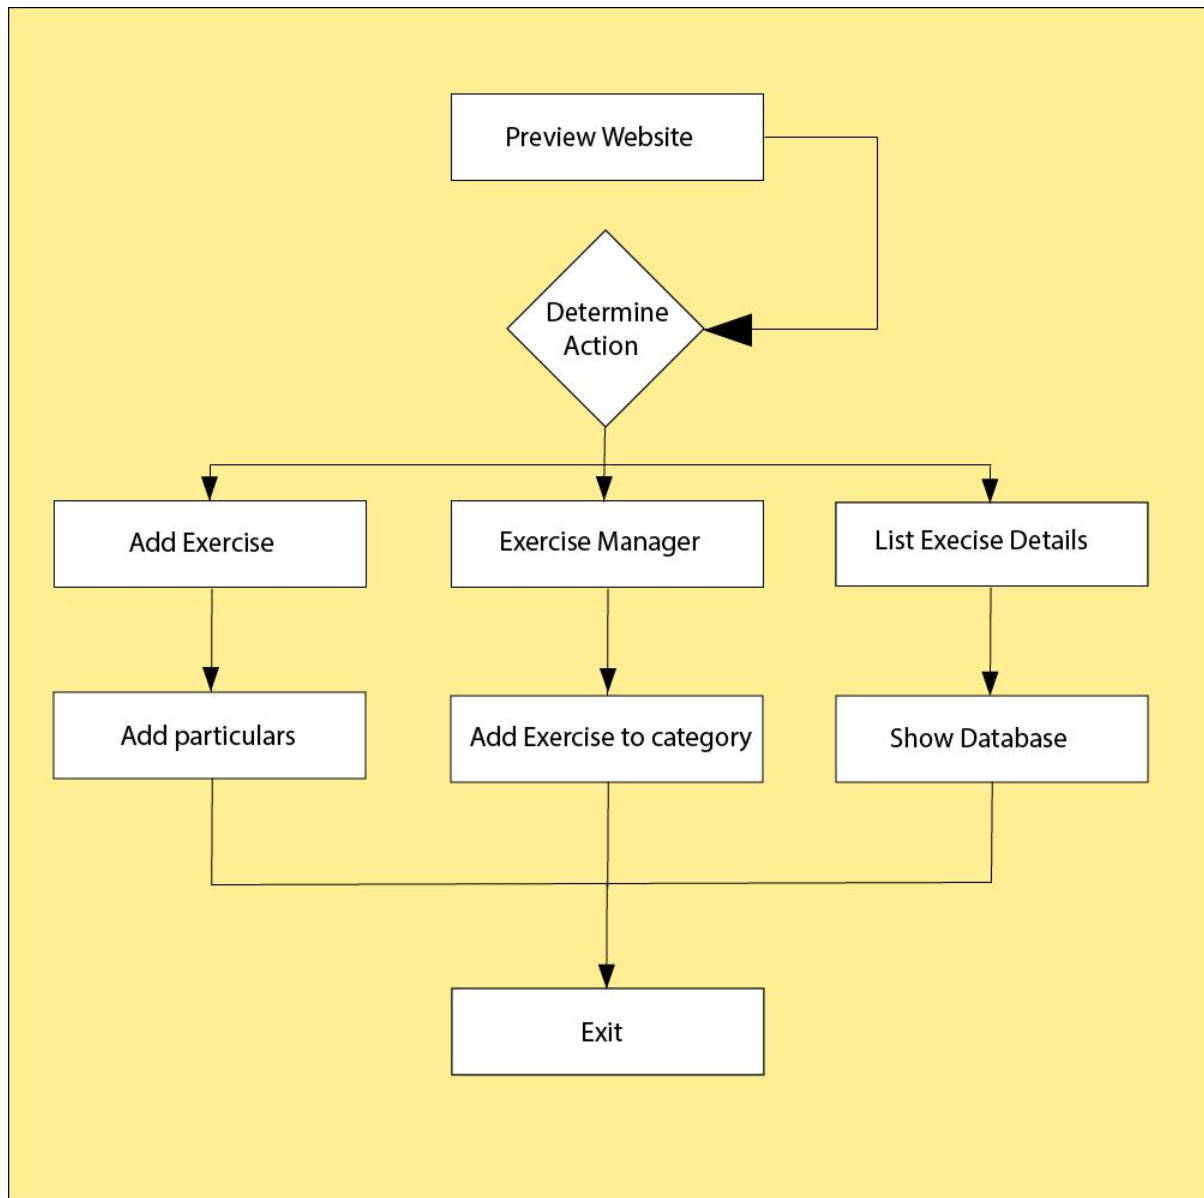 Preview Website
Determine
Action
Add Exercise
Exercise Manager
List Execise Details
Add particulars
Add Exercise to category
Show Database
Exit